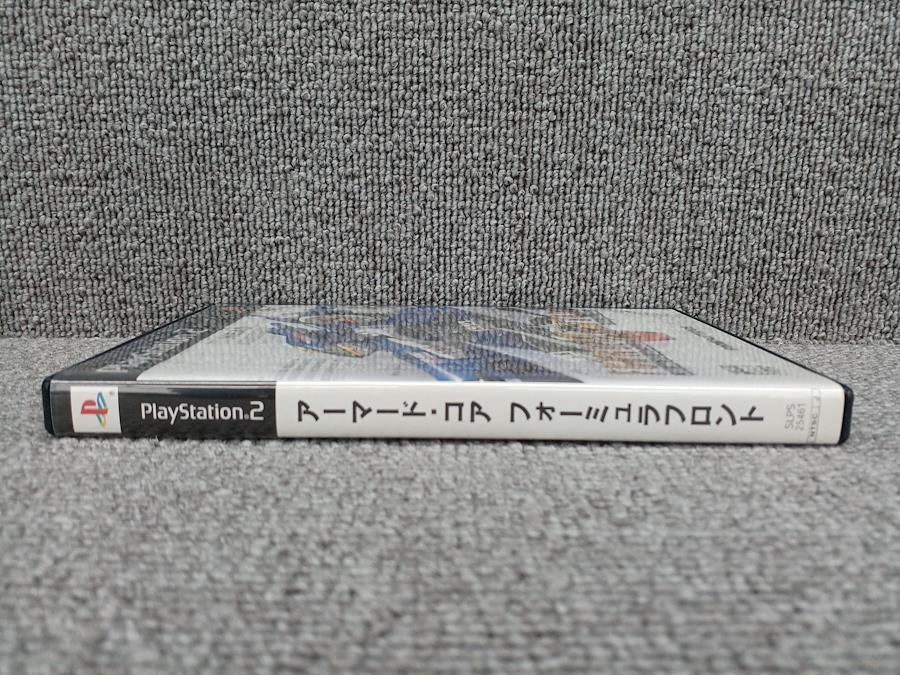 PlayStation®2
アーマード・コア フォーミュラフロント
SLPS
25461
NTSC J